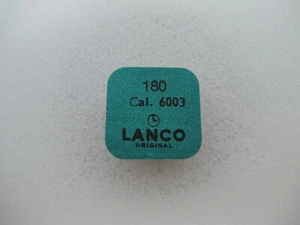 180
Cal. 6003
LANCO
ORIGINAL